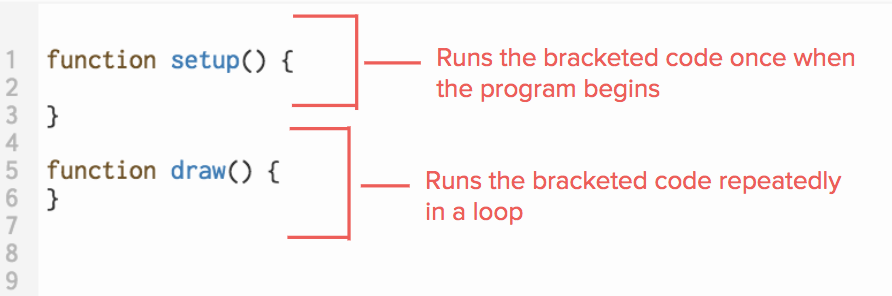 1 function setup() {
2
3 }
4
5 function draw() {
6 }
7
8
9
Runs the bracketed code once when
the program begins
Runs the bracketed code repeatedly
in a loop